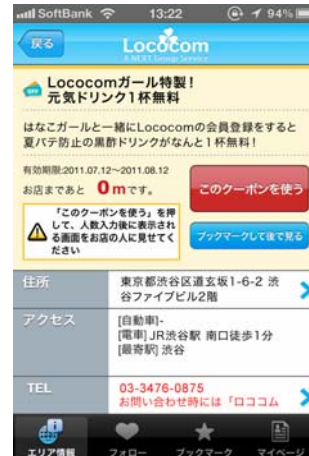 SoftBank 13:22 94%
戻る
Lococom
A NEXT Group Service
OFF
Lococomガール特製！
元気ドリンク1杯無料
はなこガールと一緒にLococomの会員登録をすると
夏バテ防止の黒酢ドリンクがなんと1杯無料！
有効期限:2011.07.12～2011.08.12
お店まであと 0mです。
このクーポンを使う
「このクーポンを使う」を押
して、人数入力後に表示され
る画面をお店の人に見せてく
ださい
ブックマークして後で見る
住所
東京都渋谷区道玄坂1-6-2 渋
谷ファイブビル2階
アクセス
[自動車]-
[電車] JR渋谷駅 南口徒歩1分
[最寄駅] 渋谷
TEL
03-3476-0875
お問い合わせ時には「ロココム
エリア情報
フォロー
ブックマーク
マイページ